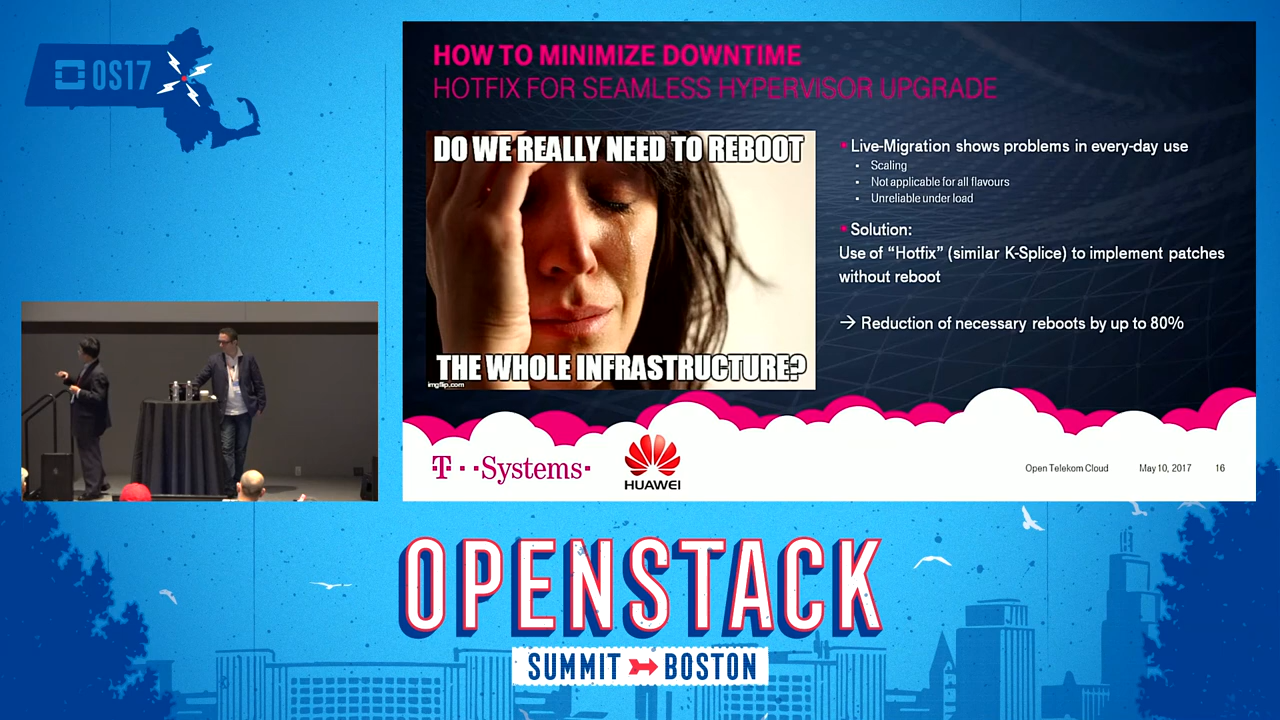 OS17
HOW TO MINIMIZE DOWNTIME
HOTFIX FOR SEAMLESS HYPERVISOR UPGRADE
DO WE REALLY NEED TO REBOOT
THE WHOLE INFRASTRUCTURE?
imgflip.com
Live-Migration shows problems in every-day use
Scaling
Not applicable for all flavours
Unreliable under load
Solution:
Use of “Hotfix” (similar K-Splice) to implement patches
without reboot
→ Reduction of necessary reboots by up to 80%
T··Systems·
HUAWEI
Open Telekom Cloud May 10, 2017 16
OPENSTACK
SUMMIT BOSTON